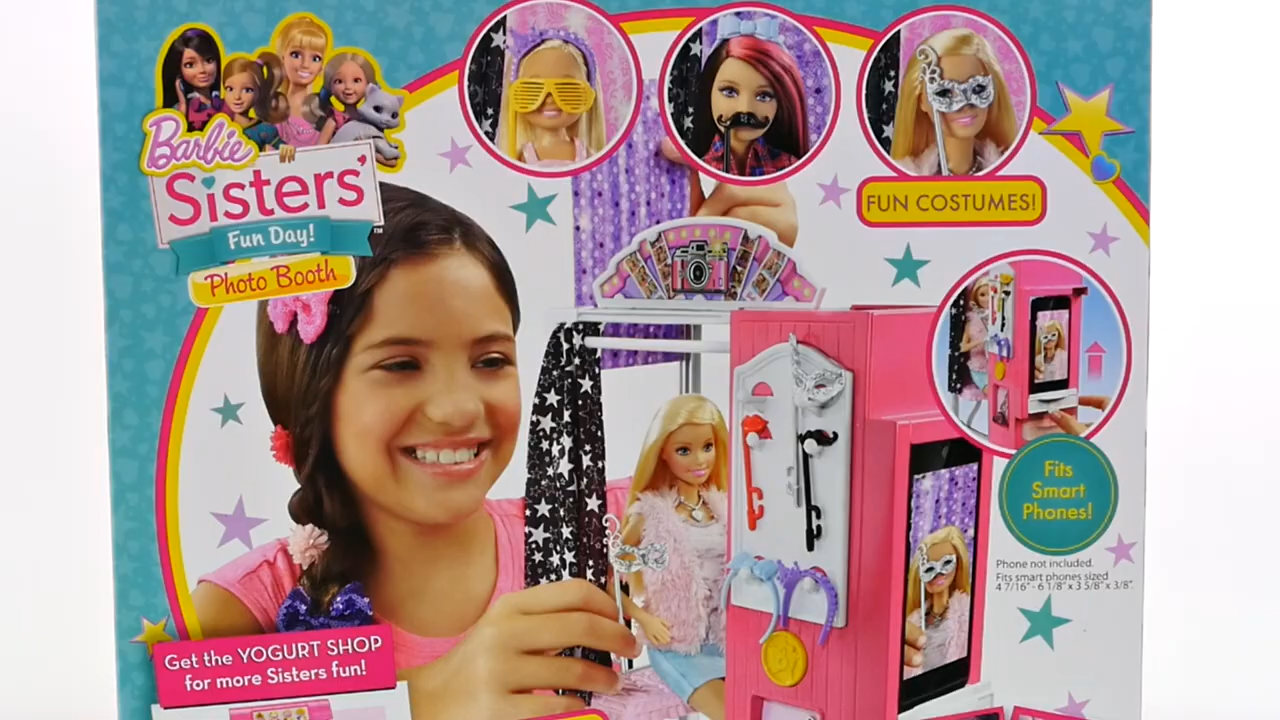 Barbie
Sisters'
Fun Day!
TM
Photo Booth
FUN COSTUMES!
Fits
Smart
Phones!
Phone not included.
Fits smart phones sized
4 7/16" - 6 1/8" x 3 5/8" x 3/8".
Get the YOGURT SHOP
for more Sisters fun!